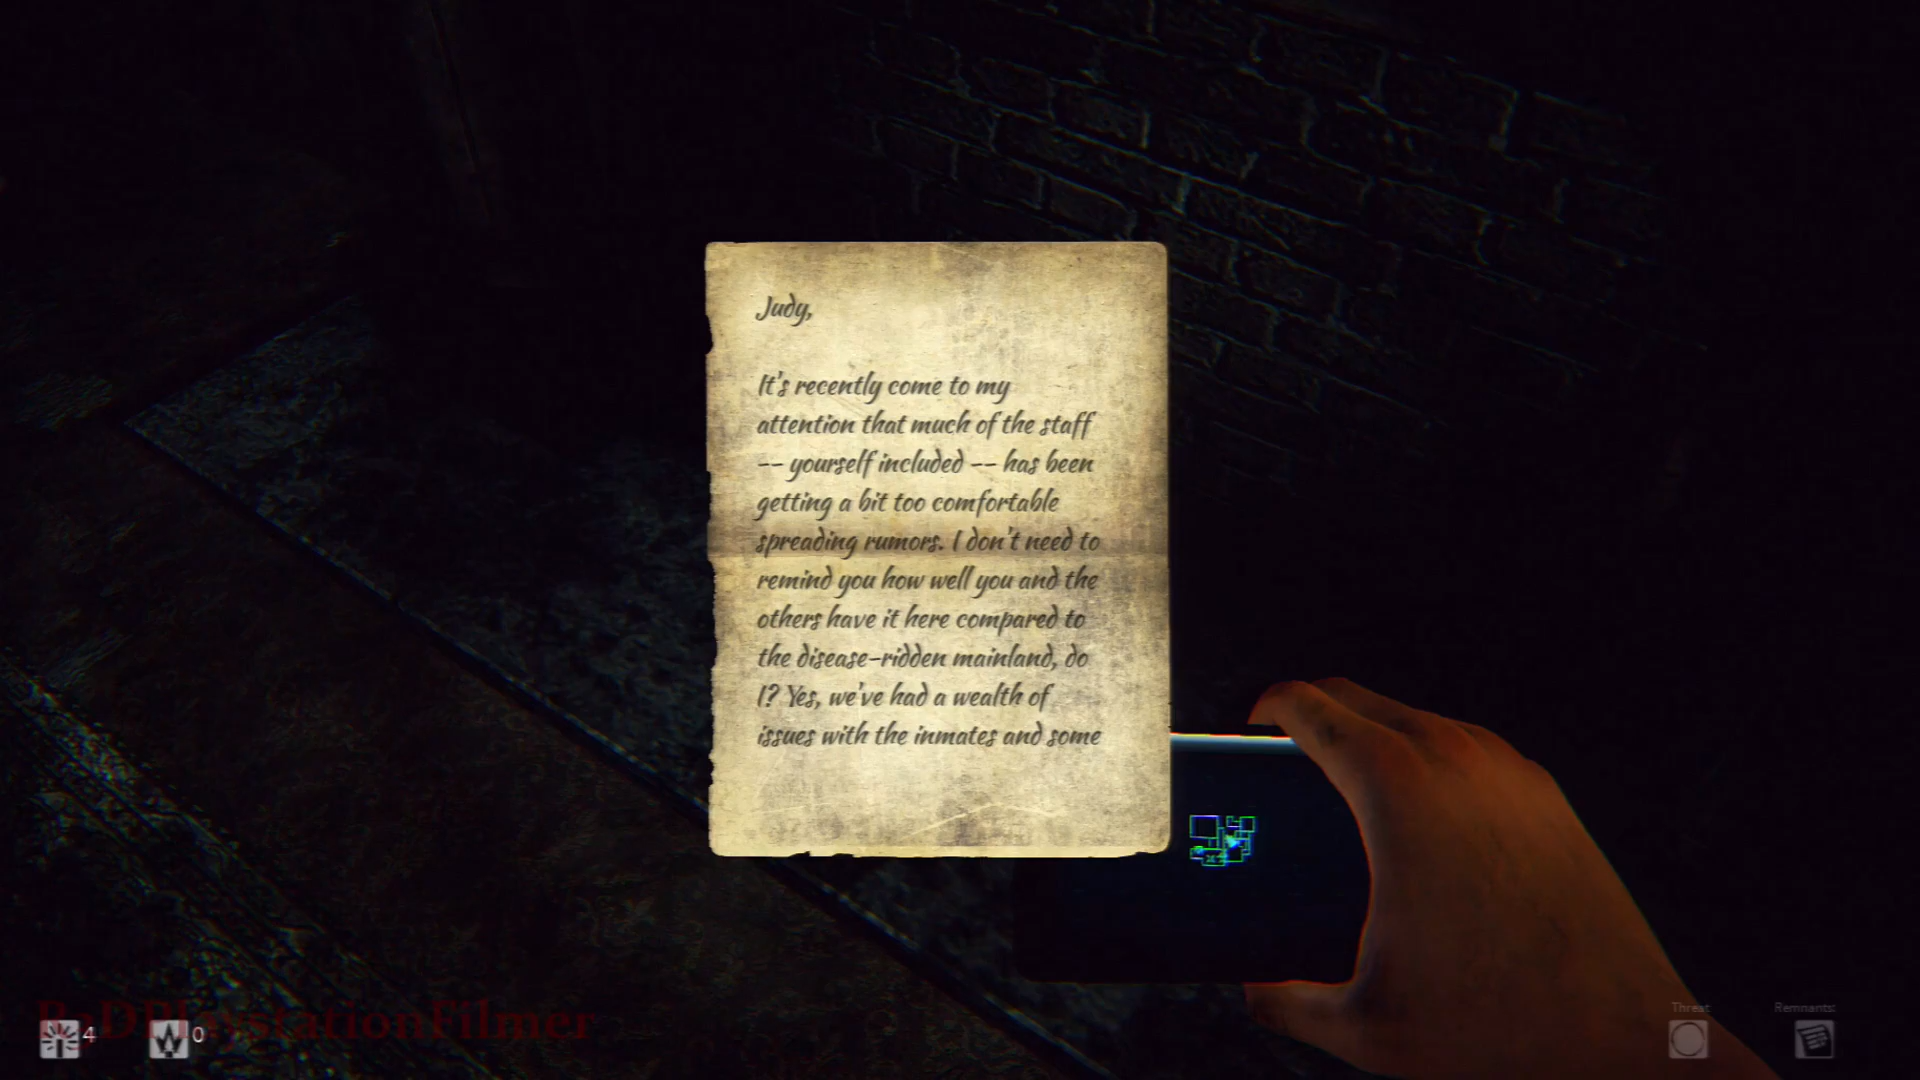 Judy,
It's recently come to my
attention that much of the staff
-- yourself included -- has been
getting a bit too comfortable
spreading rumors. I don't need to
remind you how well you and the
others have it here compared to
the disease-ridden mainland, do
I? Yes, we've had a wealth of
issues with the inmates and some
PlaystationFilmer
4
0
Threat:
Remnants: